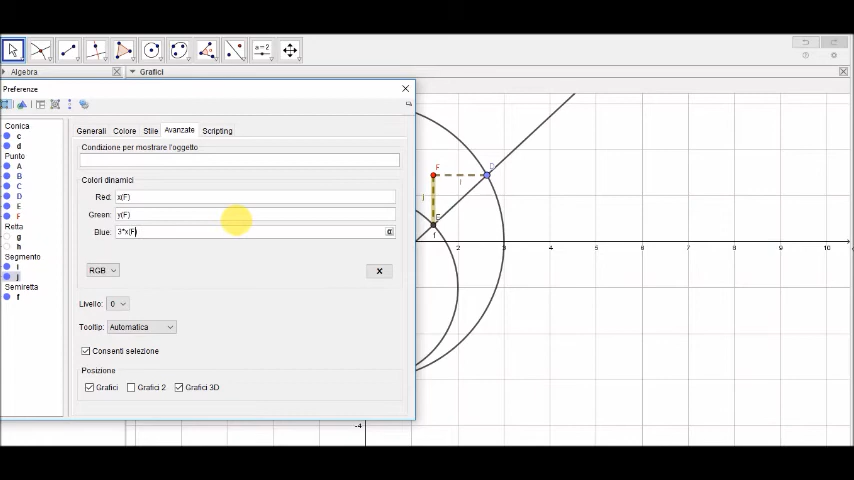 a=2
Algebra
Grafici
Preferenze
Conica
c
d
Punto
A
B
C
D
E
F
Retta
g
h
Segmento
i
j
Semiretta
f
Generali Colore Stile Avanzate Scripting
Condizione per mostrare l'oggetto
Colori dinamici
Red: x(F)
Green: y(F)
Blue: 3*x(F)
α
RGB
X
Livello: 0
Tooltip: Automatica
Consenti selezione
Posizione
Grafici Grafici 2 Grafici 3D
F
D
i
j
E
f
2 3 4 5 6 7 8 9 10
-4